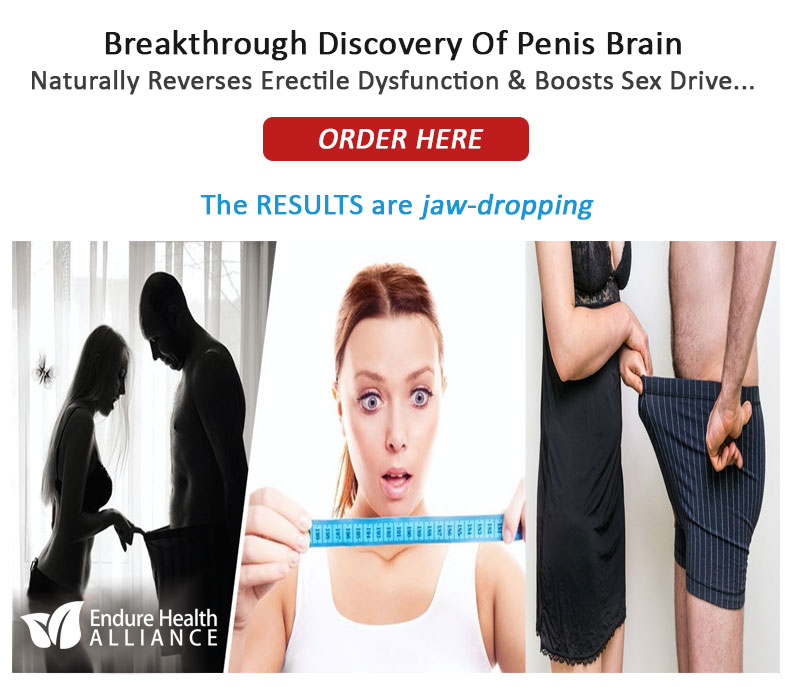 Breakthrough Discovery Of Penis Brain
Naturally Reverses Erectile Dysfunction & Boosts Sex Drive...
ORDER HERE
The RESULTS are jaw-dropping
Endure Health
ALLIANCE